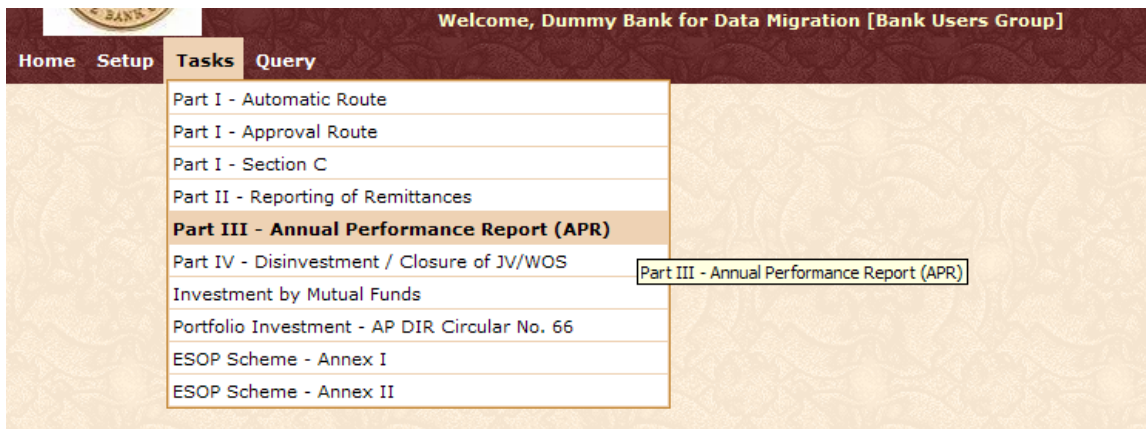 BANK
Welcome, Dummy Bank for Data Migration [Bank Users Group]
Home Setup Tasks Query
Part I - Automatic Route
Part I - Approval Route
Part I - Section C
Part II - Reporting of Remittances
Part III - Annual Performance Report (APR)
Part IV - Disinvestment / Closure of JV/WOS
Part III - Annual Performance Report (APR)
Investment by Mutual Funds
Portfolio Investment - AP DIR Circular No. 66
ESOP Scheme - Annex I
ESOP Scheme - Annex II